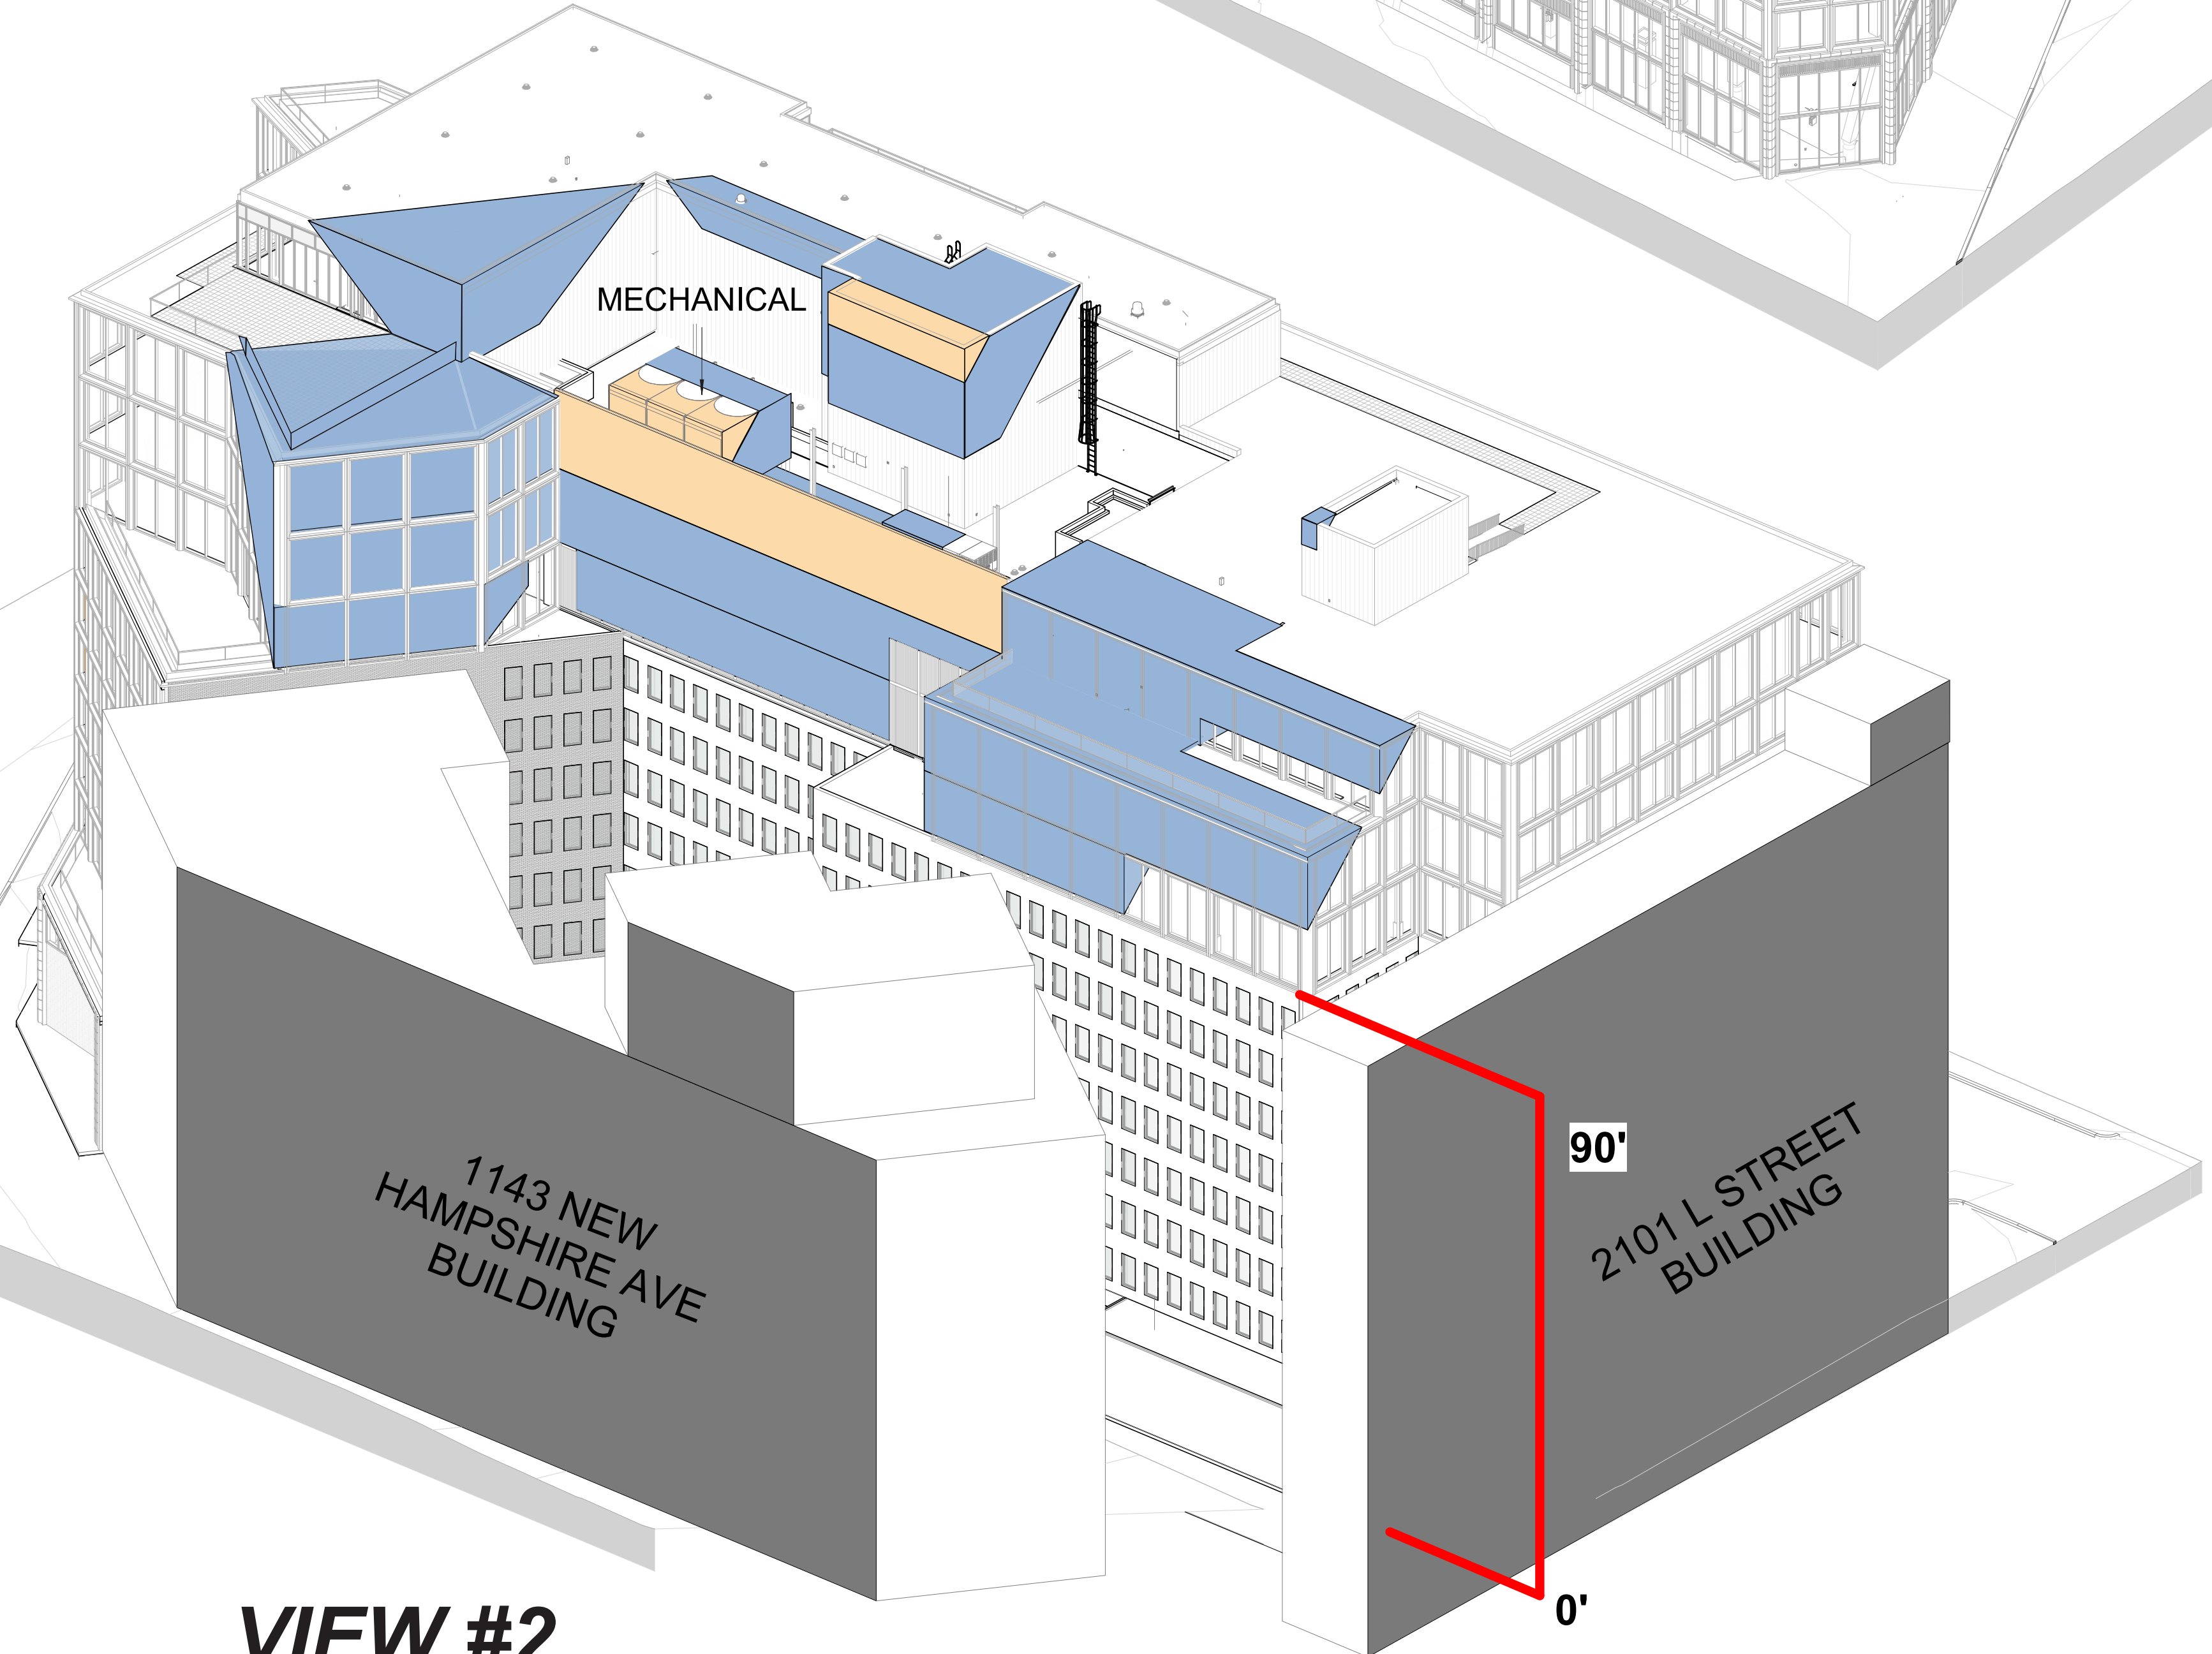 MECHANICAL
90'
2101 L STREET
BUILDING
1143 NEW
HAMPSHIRE AVE
BUILDING
0'
VIEW #2